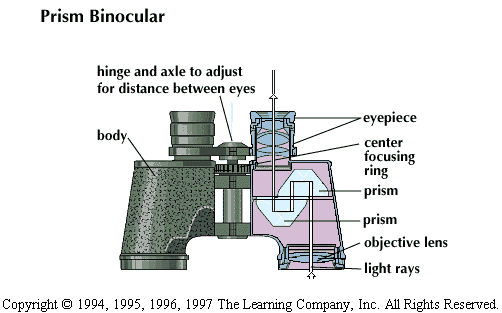 Prism Binocular
hinge and axle to adjust
for distance between eyes
eyepiece
body
center
focusing
ring
prism
prism
objective lens
light rays
Copyright © 1994, 1995, 1996, 1997 The Learning Company, Inc. All Rights Reserved.